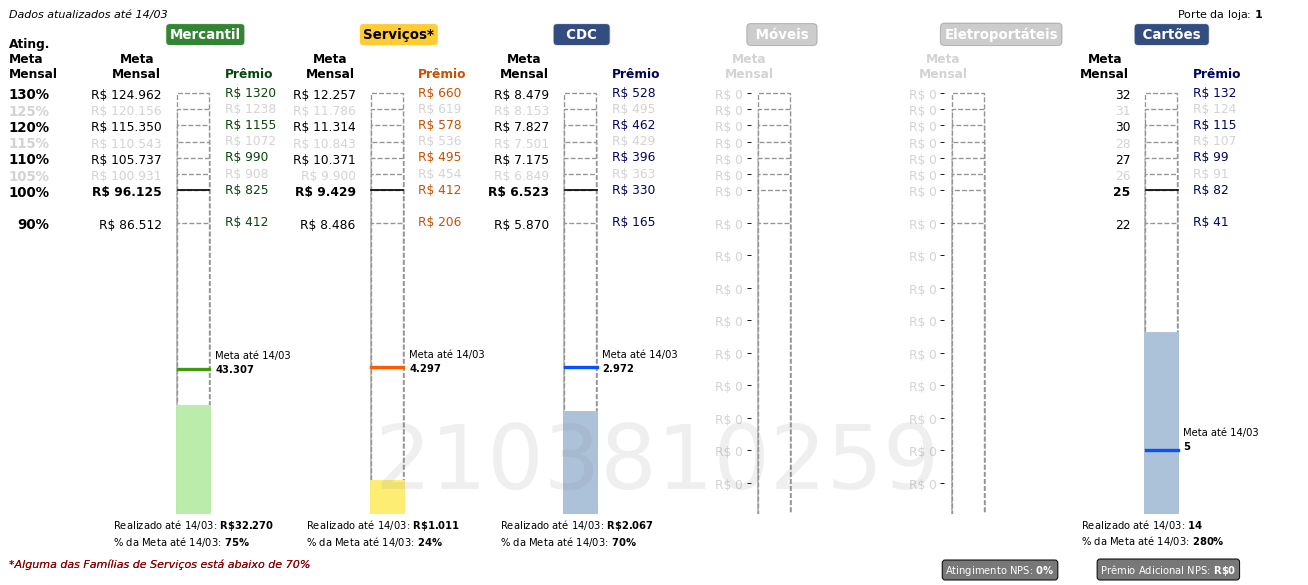 Dados atualizados até 14/03
Porte da loja: 1
Mercantil Serviços* CDC Móveis Eletroportáteis Cartões
Ating.
Meta Meta Meta Meta Meta Meta Meta
Mensal Mensal Prêmio Mensal Prêmio Mensal Prêmio Mensal Mensal Mensal Prêmio
130% R$ 124.962 R$ 1320 R$ 12.257 R$ 660 R$ 8.479 R$ 528 R$ 0 R$ 0 32 R$ 132
125% R$ 120.156 R$ 1238 R$ 11.786 R$ 619 R$ 8.153 R$ 495 R$ 0 R$ 0 31 R$ 124
120% R$ 115.350 R$ 1155 R$ 11.314 R$ 578 R$ 7.827 R$ 462 R$ 0 R$ 0 30 R$ 115
115% R$ 110.543 R$ 1072 R$ 10.843 R$ 536 R$ 7.501 R$ 429 R$ 0 R$ 0 28 R$ 107
110% R$ 105.737 R$ 990 R$ 10.371 R$ 495 R$ 7.175 R$ 396 R$ 0 R$ 0 27 R$ 99
105% R$ 100.931 R$ 908 R$ 9.900 R$ 454 R$ 6.849 R$ 363 R$ 0 R$ 0 26 R$ 91
100% R$ 96.125 R$ 825 R$ 9.429 R$ 412 R$ 6.523 R$ 330 R$ 0 R$ 0 25 R$ 82
90% R$ 86.512 R$ 412 R$ 8.486 R$ 206 R$ 5.870 R$ 165 R$ 0 R$ 0 22 R$ 41
R$ 0 R$ 0
R$ 0 R$ 0
R$ 0 R$ 0
R$ 0 R$ 0
Meta até 14/03 Meta até 14/03 Meta até 14/03
43.307 4.297 2.972
R$ 0 R$ 0
R$ 0 R$ 0
Meta até 14/03
5
R$ 0 R$ 0
R$ 0 R$ 0
2103810259
Realizado até 14/03: R$32.270 Realizado até 14/03: R$1.011 Realizado até 14/03: R$2.067 Realizado até 14/03: 14
% da Meta até 14/03: 75% % da Meta até 14/03: 24% % da Meta até 14/03: 70% % da Meta até 14/03: 280%
*Alguma das Famílias de Serviços está abaixo de 70%
Atingimento NPS: 0% Prêmio Adicional NPS: R$0